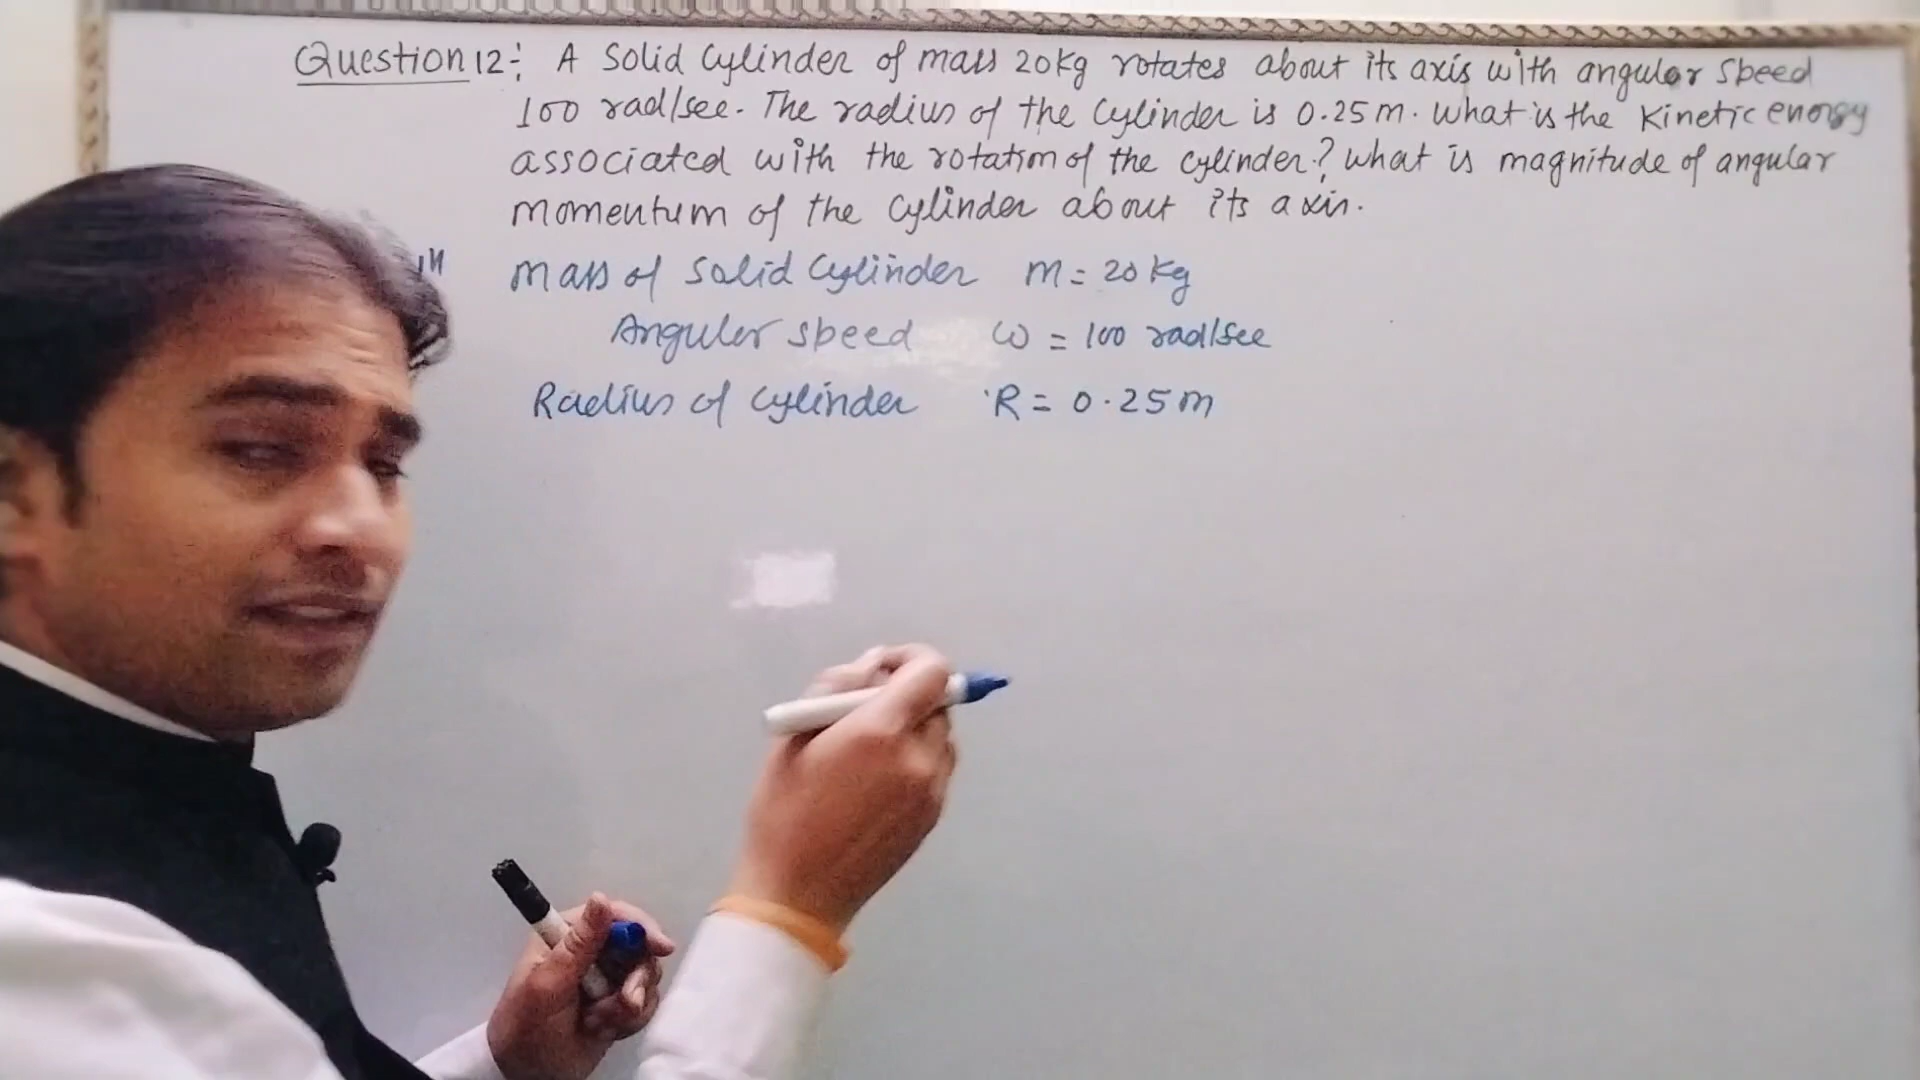 Question 12:- A Solid Cylinder of mass 20kg rotates about its axis with angular speed
100 rad/sec. The radius of the Cylinder is 0.25 m. What is the Kinetic energy
associated with the rotation of the cylinder? What is magnitude of angular
momentum of the Cylinder about its axis.
Mass of Solid Cylinder m = 20 kg
Angular speed ω = 100 rad/sec
Radius of cylinder R = 0.25 m